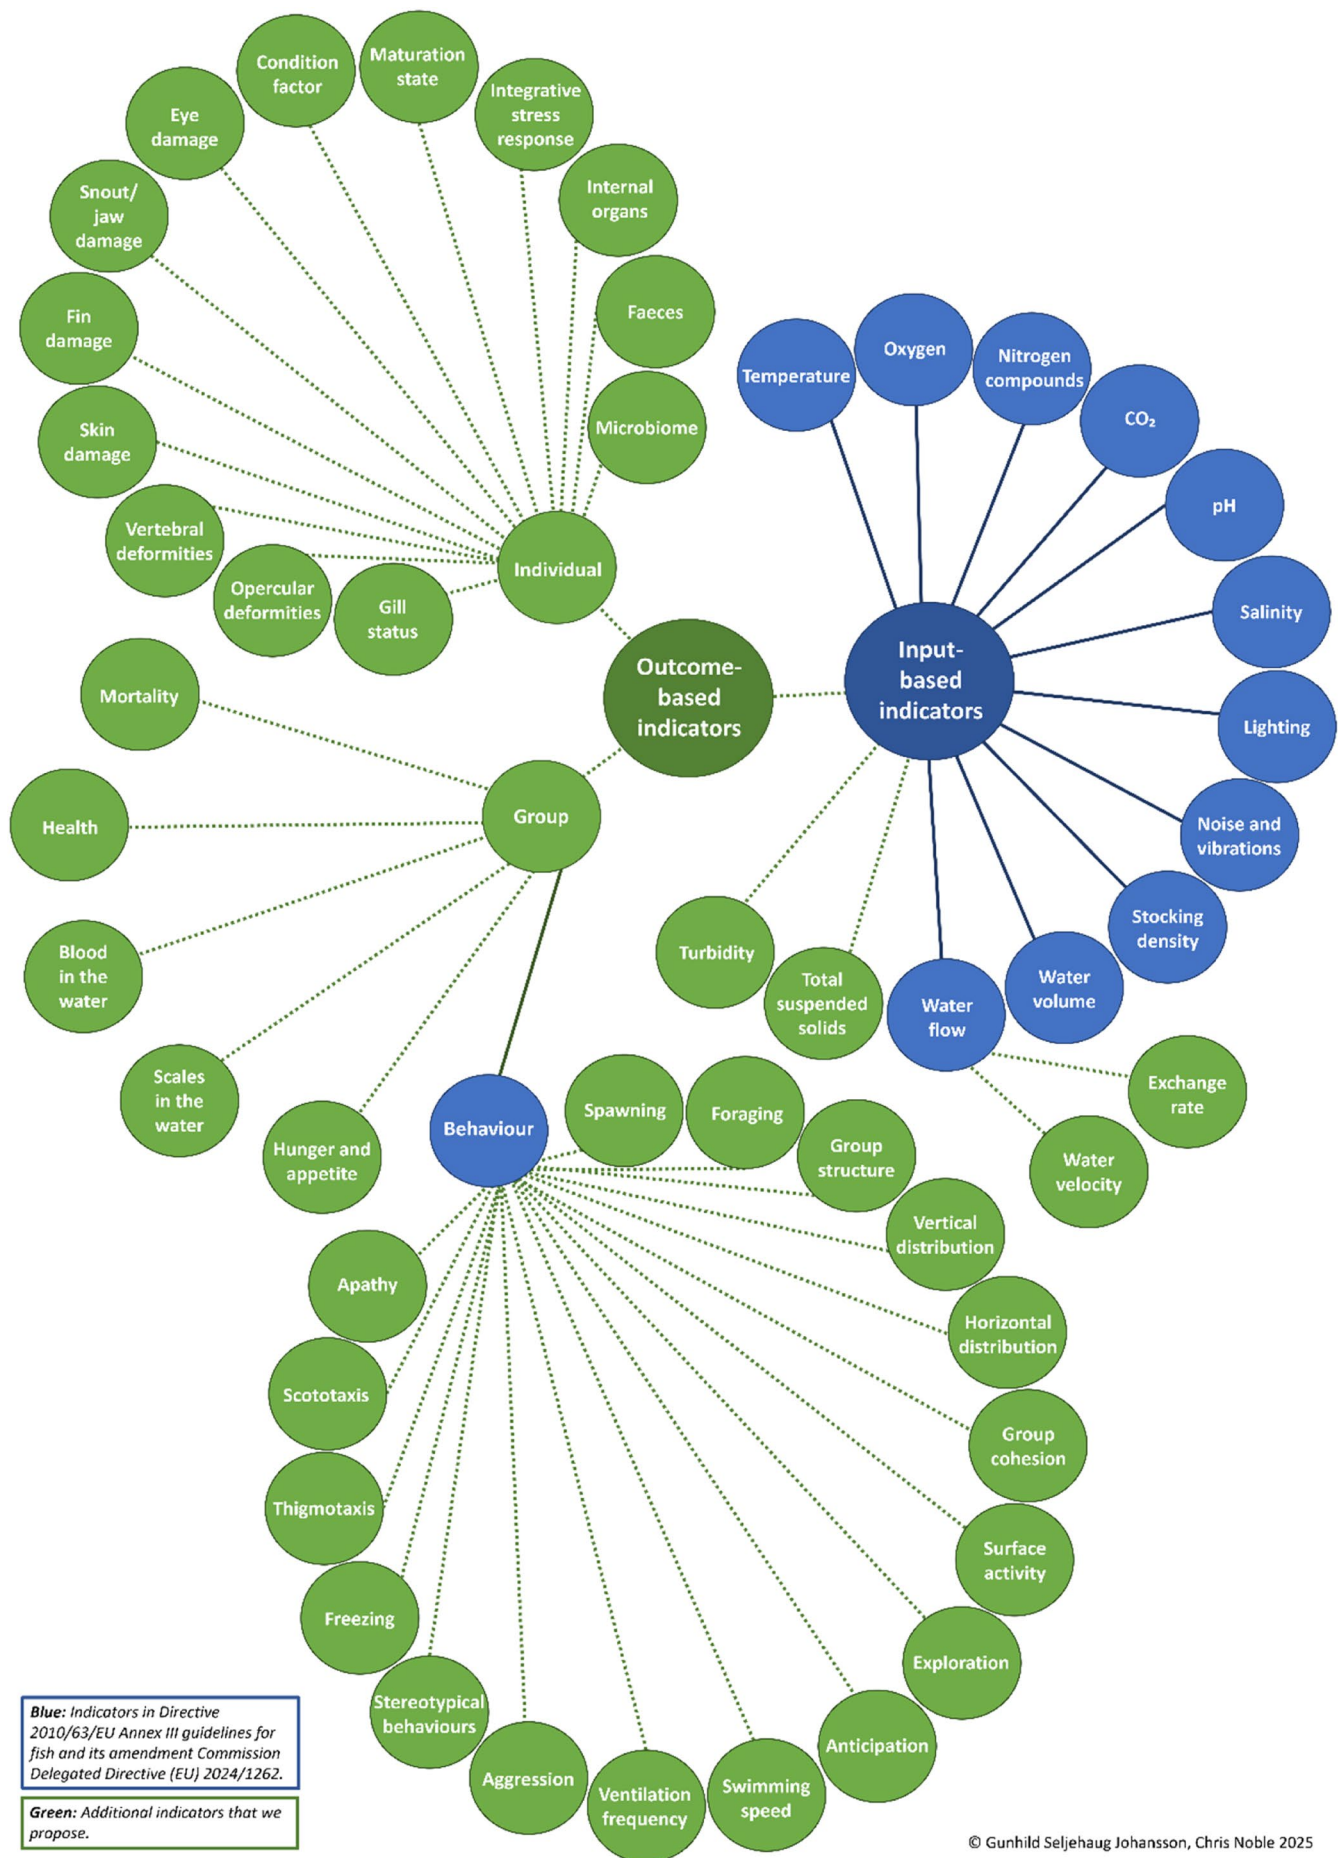 Maturation
state
Condition
factor
Integrative
stress
response
Eye
damage
Internal
organs
Snout/
jaw
damage
Faeces
Fin
damage
Microbiome
Skin
damage
Vertebral
deformities
Opercular
deformities
Gill
status
Individual
Temperature
Oxygen
Nitrogen
compounds
CO₂
pH
Salinity
Lighting
Noise and
vibrations
Stocking
density
Water
volume
Water
flow
Input-
based
indicators
Outcome-
based
indicators
Turbidity
Total
suspended
solids
Exchange
rate
Water
velocity
Mortality
Health
Group
Blood
in the
water
Scales
in the
water
Hunger and
appetite
Behaviour
Spawning
Foraging
Group
structure
Vertical
distribution
Horizontal
distribution
Group
cohesion
Surface
activity
Exploration
Anticipation
Swimming
speed
Ventilation
frequency
Aggression
Stereotypical
behaviours
Freezing
Thigmotaxis
Scototaxis
Apathy
Blue: Indicators in Directive
2010/63/EU Annex III guidelines for
fish and its amendment Commission
Delegated Directive (EU) 2024/1262.
Green: Additional indicators that we
propose.
© Gunhild Seljehaug Johansson, Chris Noble 2025